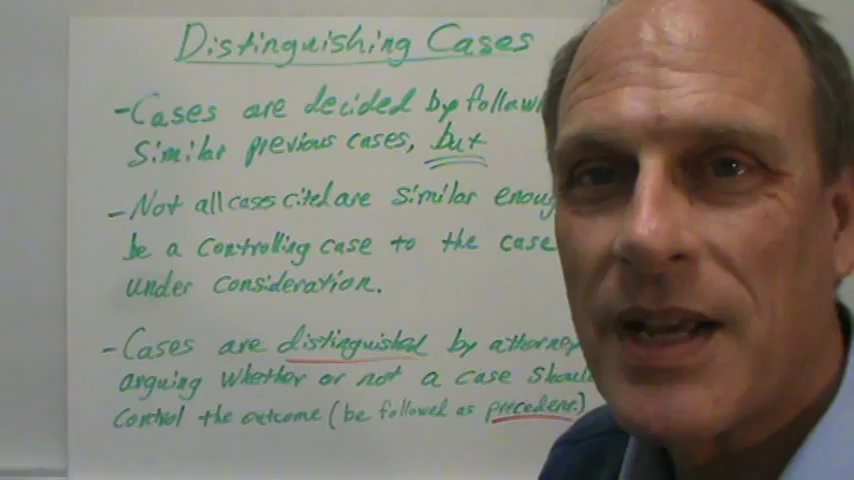 Distinguishing Cases
-Cases are decided by follow
similar previous cases, but
-Not all cases cited are similar enoug
be a controlling case to the case
under consideration.
-Cases are distinguished by attorney
arguing whether or not a case shoul
control the outcome (be followed as precedent.)